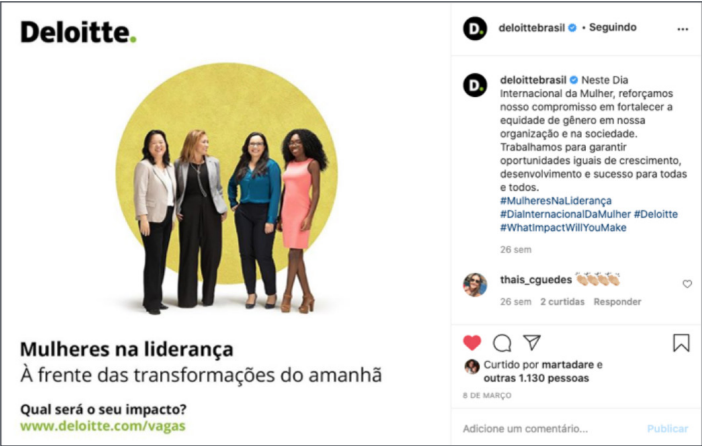 Deloitte.
Mulheres na liderança
À frente das transformações do amanhã
Qual será o seu impacto?
www.deloitte.com/vagas
D.
deloittebrasil • Seguindo
D.
deloittebrasil Neste Dia
Internacional da Mulher, reforçamos
nosso compromisso em fortalecer a
equidade de gênero em nossa
organização e na sociedade.
Trabalhamos para garantir
oportunidades iguais de crescimento,
desenvolvimento e sucesso para todas
e todos.
#MulheresNaLiderança
#DiaInternacionalDaMulher #Deloitte
#WhatImpactWillYouMake
26 sem
thais_cguedes 👏🏼👏🏼👏🏼👏🏼
26 sem 2 curtidas Responder
Curtido por martadare e
outras 1.130 pessoas
8 DE MARÇO
Adicione um comentário... Publicar